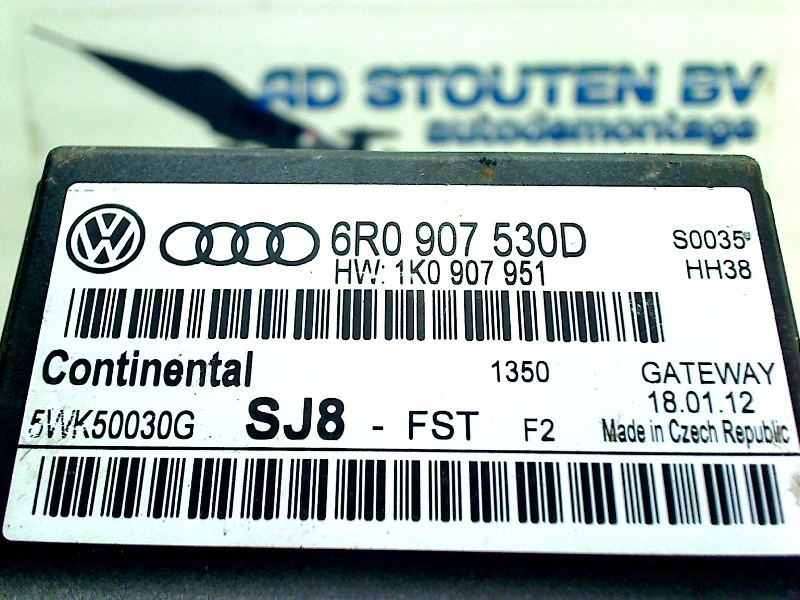 AD STOUTEN BV
autodemontage
6R0 907 530D
S0035
HW: 1K0 907 951
HH38
Continental
1350
GATEWAY
18.01.12
5WK50030G
SJ8 - FST F2
Made in Czech Republic